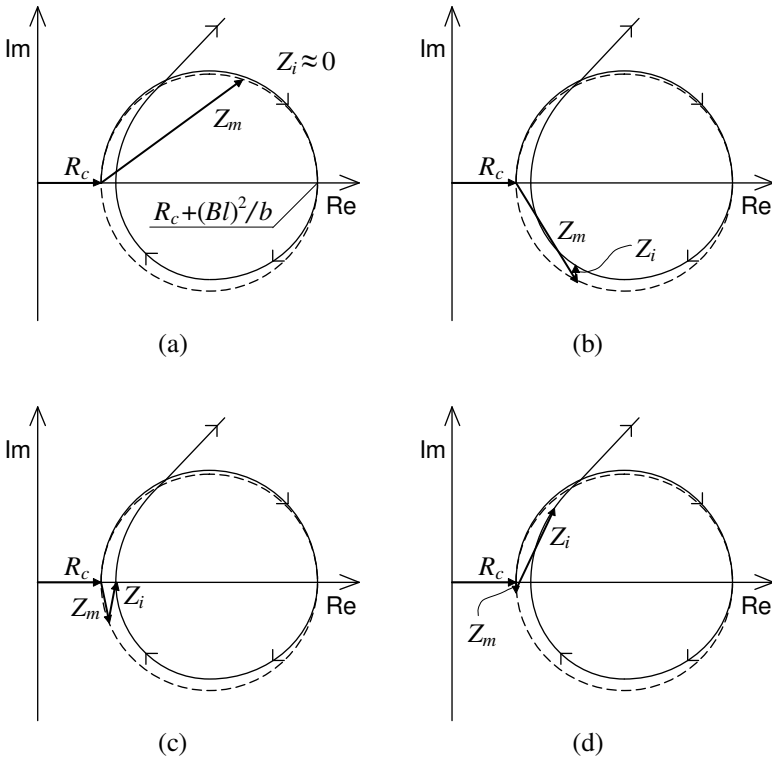 Im
Z_i ≈ 0
Z_m
R_c
R_c+(Bl)^2/b
Re
(a)
Im
R_c
Z_m
Z_i
Re
(b)
Im
R_c
Z_m
Z_i
Re
(c)
Im
Z_i
R_c
Z_m
Re
(d)